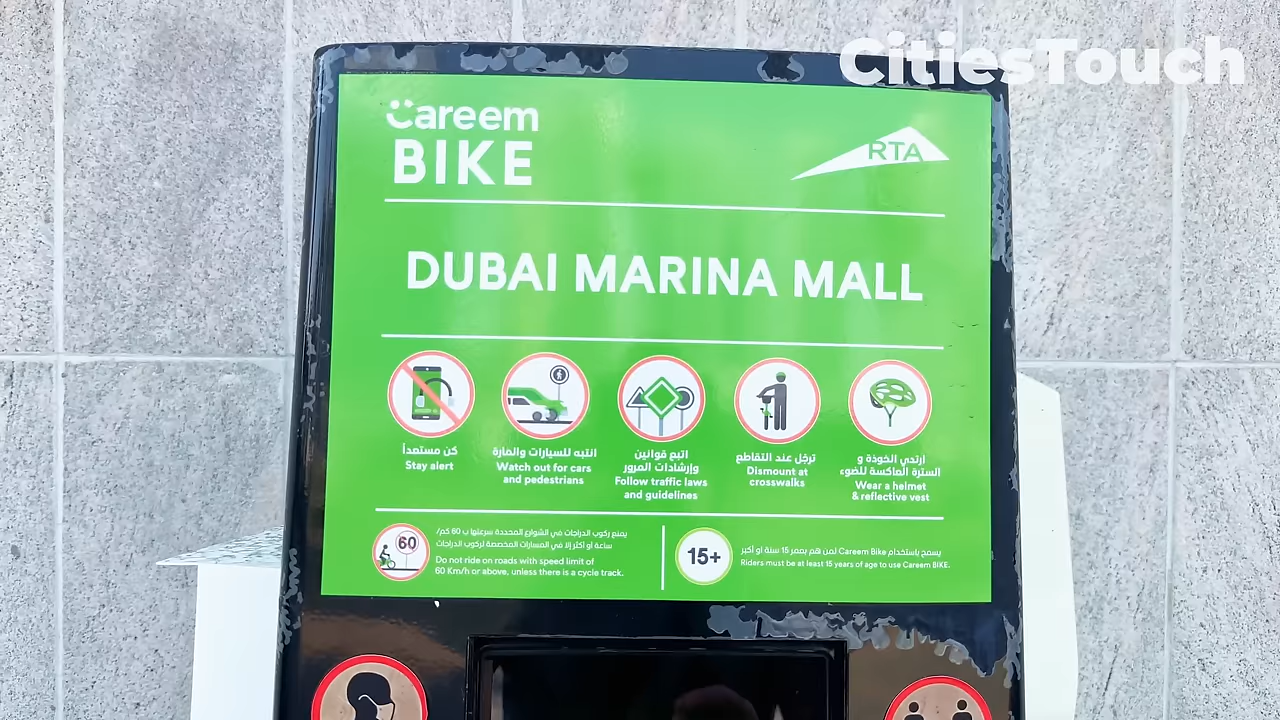 CitiesTouch
Careem
BIKE
RTA
DUBAI MARINA MALL
كن مستعداً
Stay alert
انتبه للسيارات والمارة
Watch out for cars
and pedestrians
اتبع قوانين
وإرشادات المرور
Follow traffic laws
and guidelines
ترجّل عند التقاطع
Dismount at
crosswalks
ارتدي الخوذة و
السترة العاكسة للضوء
Wear a helmet
& reflective vest
60
يمنع ركوب الدراجات في الشوارع المحددة سرعتها ب 60 كم/
ساعة أو أكثر إلا في المسارات المخصصة لركوب الدراجات
Do not ride on roads with speed limit of
60 Km/h or above, unless there is a cycle track.
15+
يسمح باستخدام Careem Bike لمن هم بعمر 15 سنة او أكبر
Riders must be at least 15 years of age to use Careem BIKE.